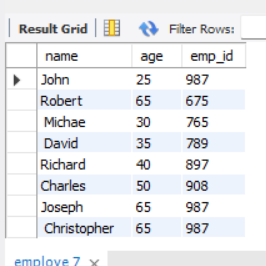 Result Grid Filter Rows:
name age emp_id
John 25 987
Robert 65 675
Michae 30 765
David 35 789
Richard 40 897
Charles 50 908
Joseph 65 987
Christopher 65 987
employe 7 ×